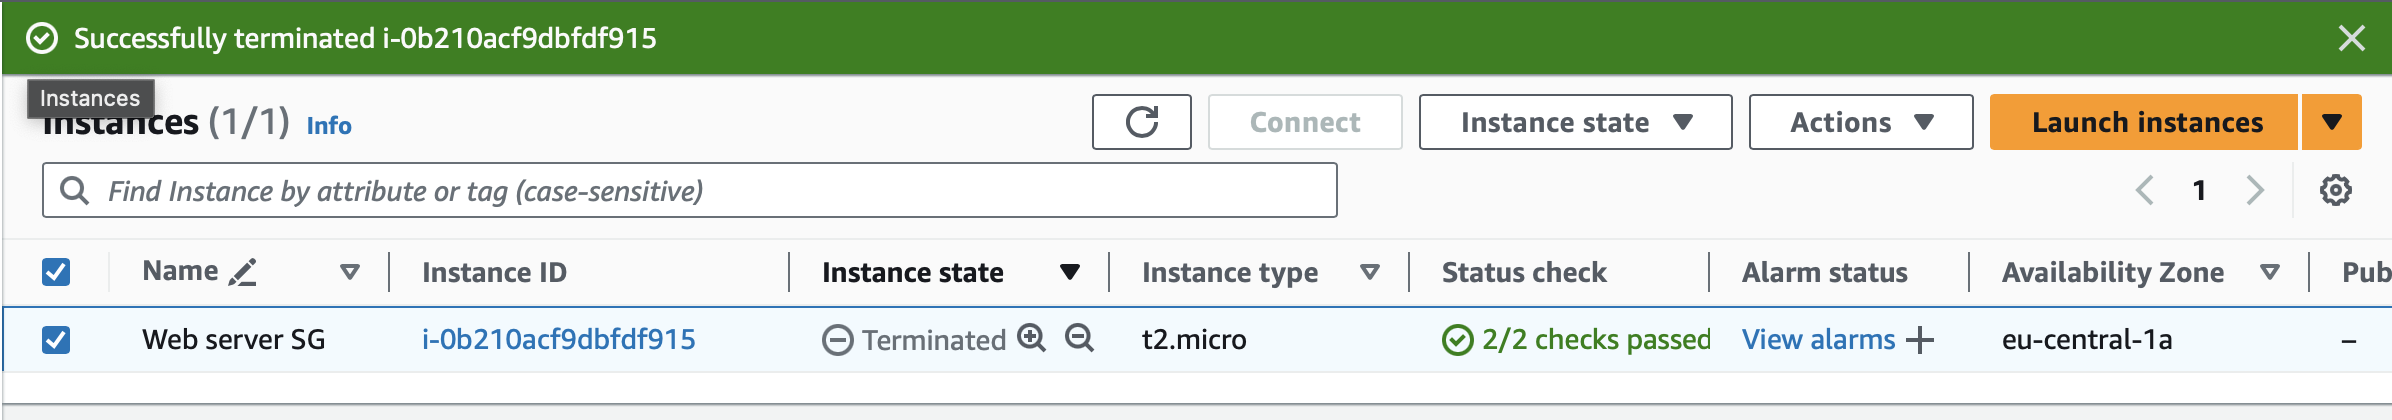 Successfully terminated i-0b210acf9dbfdf915
Instances
Instances (1/1) Info
Connect
Instance state
Actions
Launch instances
Find Instance by attribute or tag (case-sensitive)
1
Name Instance ID Instance state Instance type Status check Alarm status Availability Zone Pub
Web server SG i-0b210acf9dbfdf915 Terminated t2.micro 2/2 checks passed View alarms + eu-central-1a –